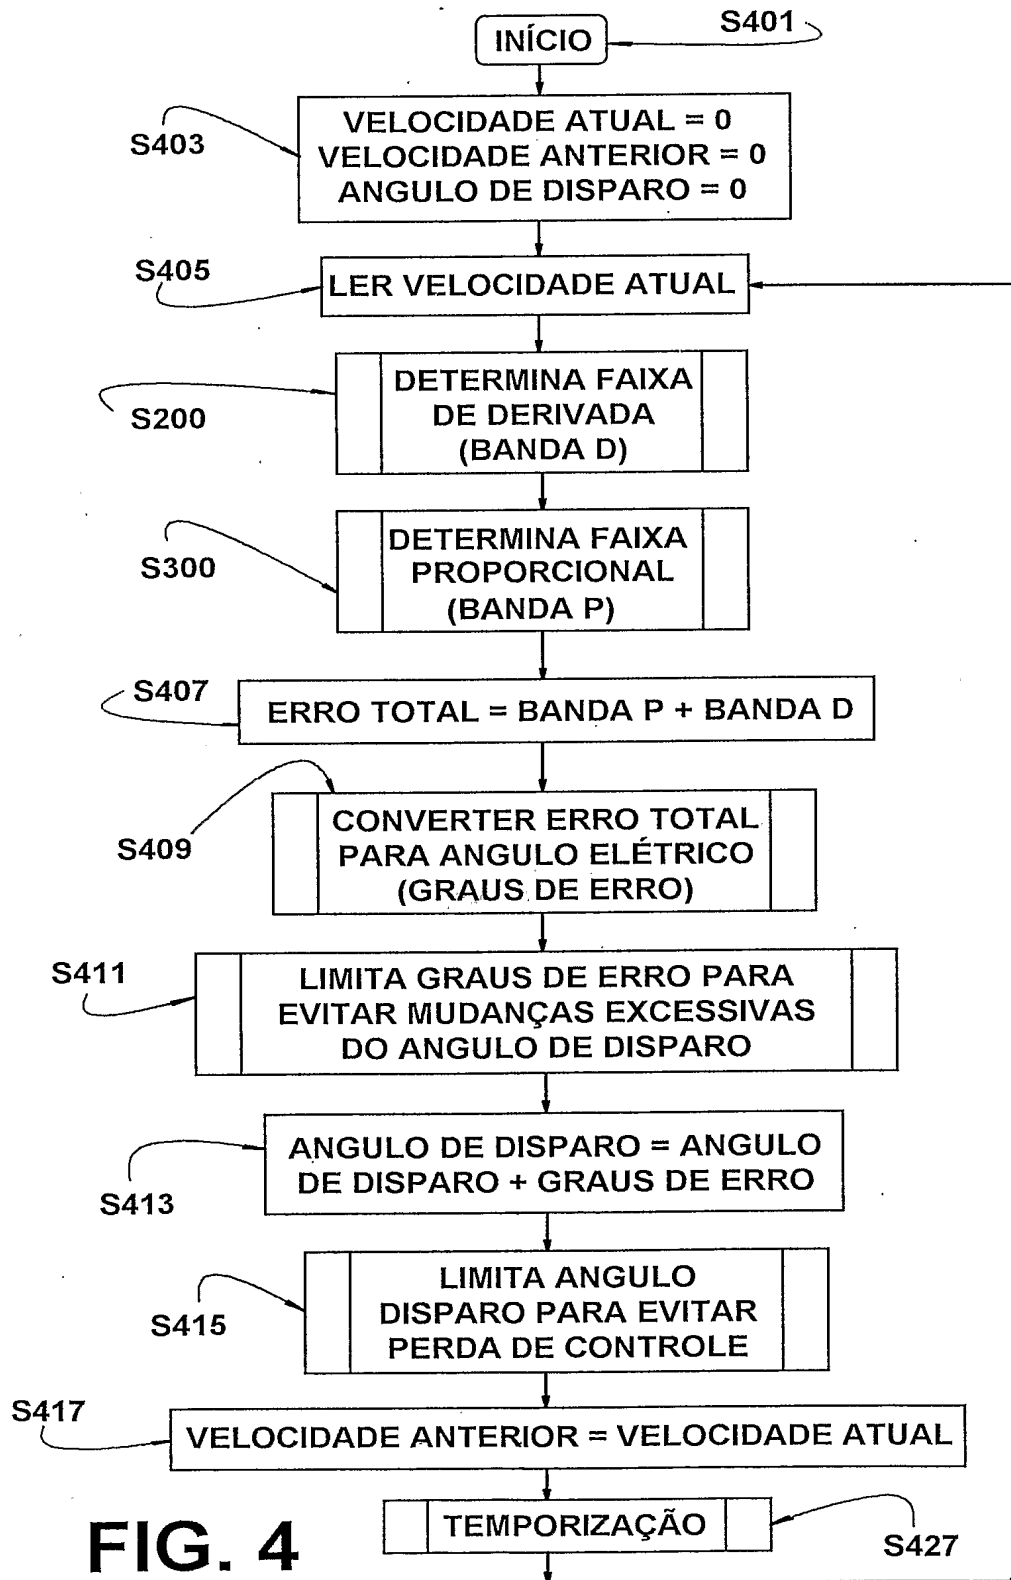 S401
INÍCIO
S403
VELOCIDADE ATUAL = 0
VELOCIDADE ANTERIOR = 0
ANGULO DE DISPARO = 0
S405
LER VELOCIDADE ATUAL
S200
DETERMINA FAIXA
DE DERIVADA
(BANDA D)
S300
DETERMINA FAIXA
PROPORCIONAL
(BANDA P)
S407
ERRO TOTAL = BANDA P + BANDA D
S409
CONVERTER ERRO TOTAL
PARA ANGULO ELÉTRICO
(GRAUS DE ERRO)
S411
LIMITA GRAUS DE ERRO PARA
EVITAR MUDANÇAS EXCESSIVAS
DO ANGULO DE DISPARO
S413
ANGULO DE DISPARO = ANGULO
DE DISPARO + GRAUS DE ERRO
S415
LIMITA ANGULO
DISPARO PARA EVITAR
PERDA DE CONTROLE
S417
VELOCIDADE ANTERIOR = VELOCIDADE ATUAL
TEMPORIZAÇÃO
S427
FIG. 4